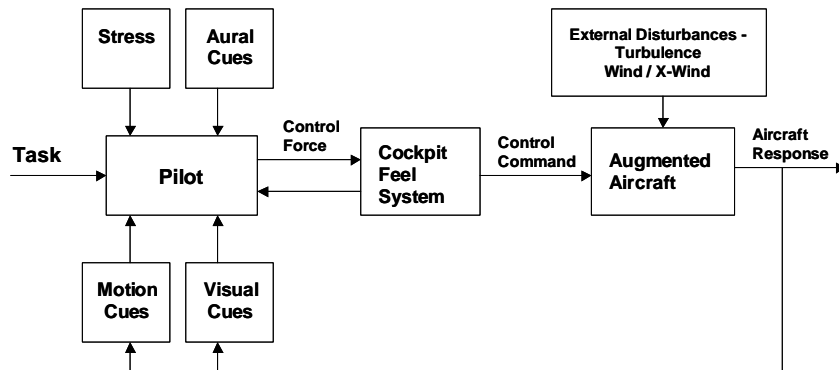 Stress
Aural
Cues
External Disturbances -
Turbulence
Wind / X-Wind
Task
Pilot
Control
Force
Cockpit
Feel
System
Control
Command
Augmented
Aircraft
Aircraft
Response
Motion
Cues
Visual
Cues